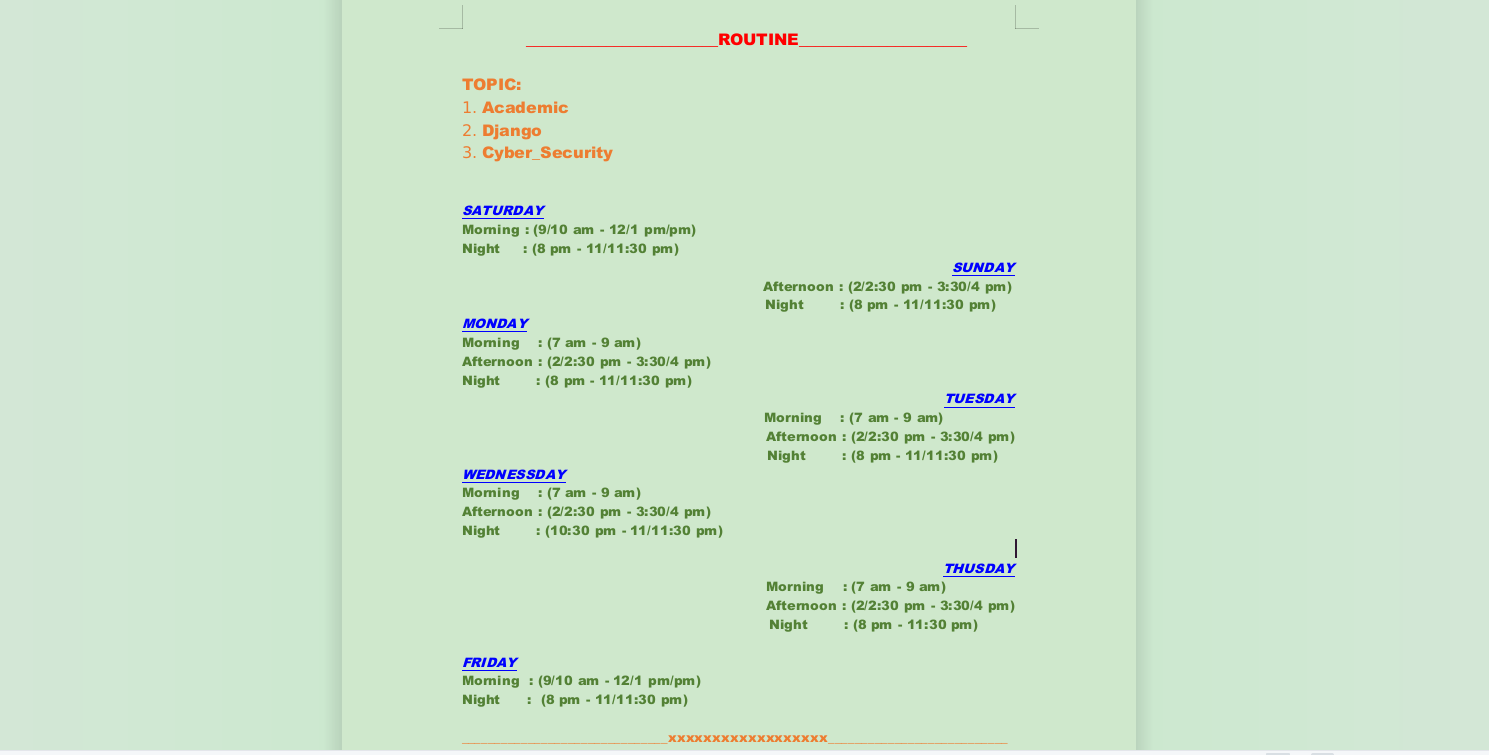 ____________________ROUTINE__________________
TOPIC:
1. Academic
2. Django
3. Cyber_Security
SATURDAY
Morning : (9/10 am - 12/1 pm/pm)
Night : (8 pm - 11/11:30 pm)
SUNDAY
Afternoon : (2/2:30 pm - 3:30/4 pm)
Night : (8 pm - 11/11:30 pm)
MONDAY
Morning : (7 am - 9 am)
Afternoon : (2/2:30 pm - 3:30/4 pm)
Night : (8 pm - 11/11:30 pm)
TUESDAY
Morning : (7 am - 9 am)
Afternoon : (2/2:30 pm - 3:30/4 pm)
Night : (8 pm - 11/11:30 pm)
WEDNESSDAY
Morning : (7 am - 9 am)
Afternoon : (2/2:30 pm - 3:30/4 pm)
Night : (10:30 pm - 11/11:30 pm)
THUSDAY
Morning : (7 am - 9 am)
Afternoon : (2/2:30 pm - 3:30/4 pm)
Night : (8 pm - 11:30 pm)
FRIDAY
Morning : (9/10 am - 12/1 pm/pm)
Night : (8 pm - 11/11:30 pm)
______________________xxxxxxxxxxxxxxxxxx___________________